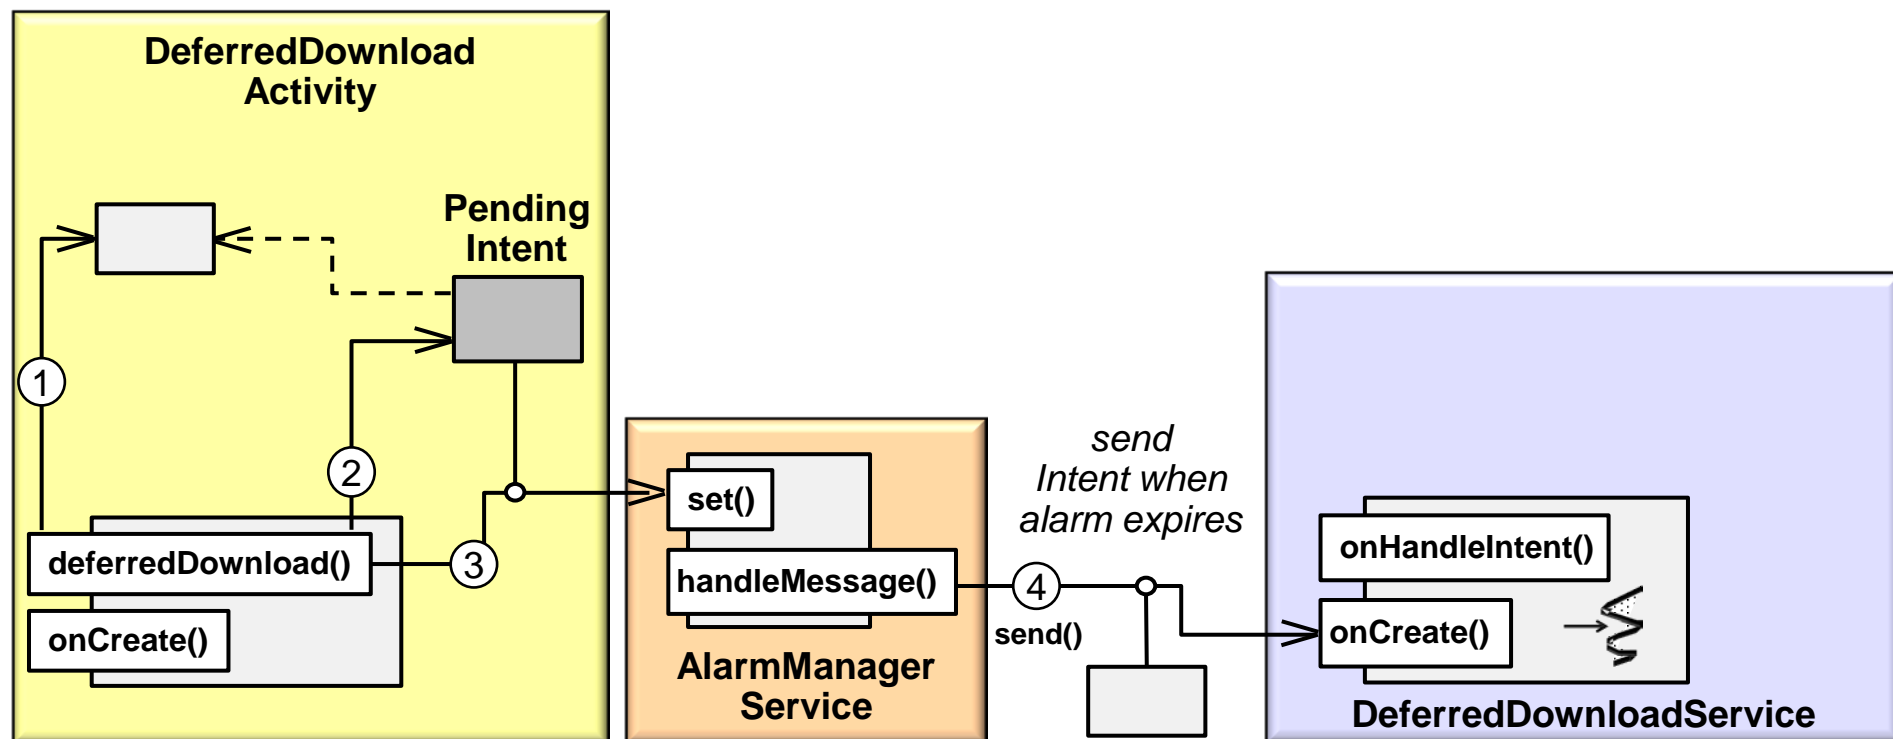 DeferredDownload
Activity
Pending
Intent
1
2
deferredDownload()
3
onCreate()
set()
handleMessage()
AlarmManager
Service
send
Intent when
alarm expires
4
send()
onHandleIntent()
onCreate()
DeferredDownloadService